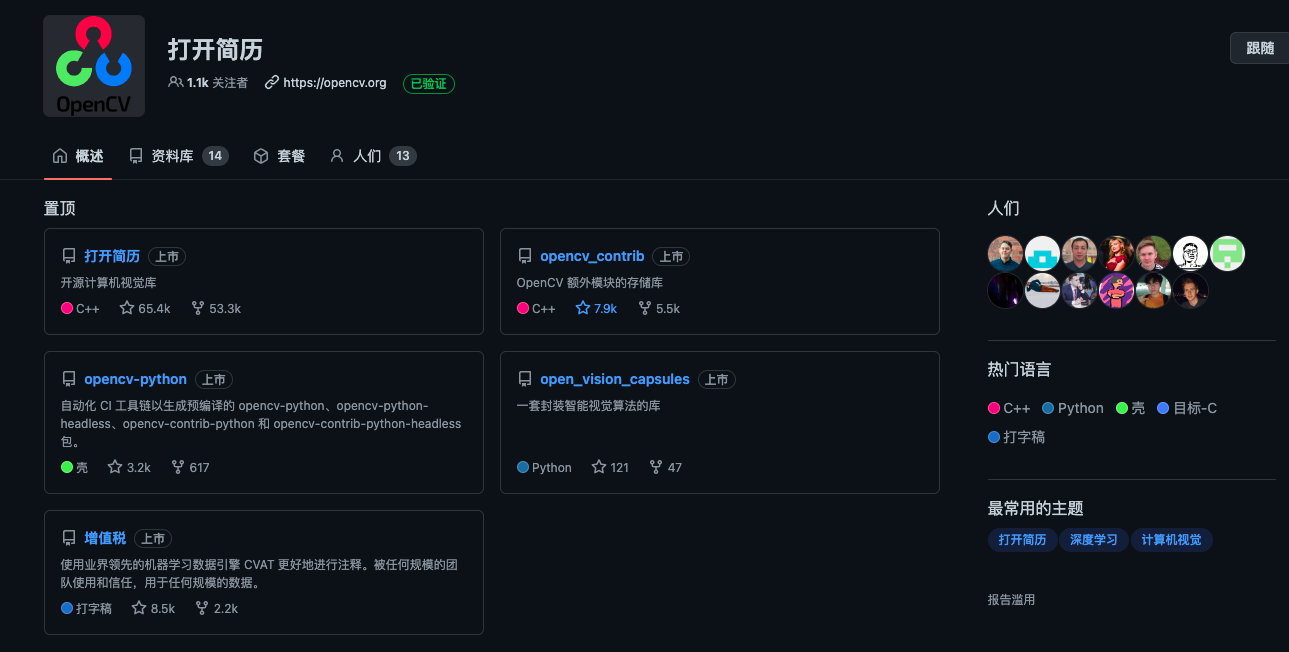 OpenCV
打开简历
1.1k 关注者 https://opencv.org 已验证
跟随
概述 资料库 14 套餐 人们 13
置顶
打开简历 上市
开源计算机视觉库
C++ 65.4k 53.3k
opencv_contrib 上市
OpenCV 额外模块的存储库
C++ 7.9k 5.5k
opencv-python 上市
自动化 CI 工具链以生成预编译的 opencv-python、opencv-python-
headless、opencv-contrib-python 和 opencv-contrib-python-headless
包。
壳 3.2k 617
open_vision_capsules 上市
一套封装智能视觉算法的库
Python 121 47
增值税 上市
使用业界领先的机器学习数据引擎 CVAT 更好地进行注释。被任何规模的团
队使用和信任，用于任何规模的数据。
打字稿 8.5k 2.2k
人们
热门语言
C++ Python 壳 目标-C
打字稿
最常用的主题
打开简历 深度学习 计算机视觉
报告滥用